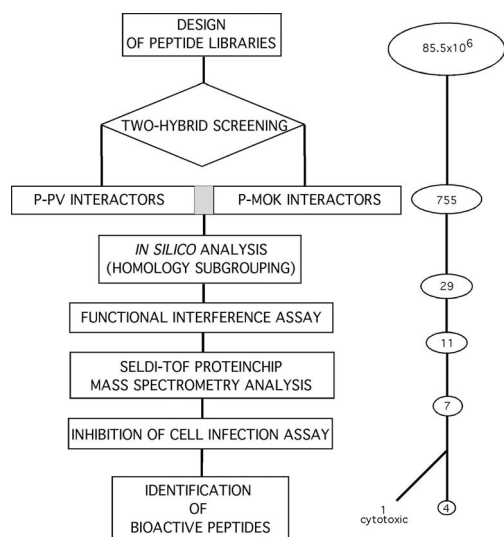 DESIGN
OF PEPTIDE LIBRARIES
85.5x10⁶
TWO-HYBRID SCREENING
P-PV INTERACTORS
P-MOK INTERACTORS
755
IN SILICO ANALYSIS
(HOMOLOGY SUBGROUPING)
29
FUNCTIONAL INTERFERENCE ASSAY
11
SELDI-TOF PROTEINCHIP
MASS SPECTROMETRY ANALYSIS
7
INHIBITION OF CELL INFECTION ASSAY
IDENTIFICATION
OF
BIOACTIVE PEPTIDES
1
cytotoxic
4